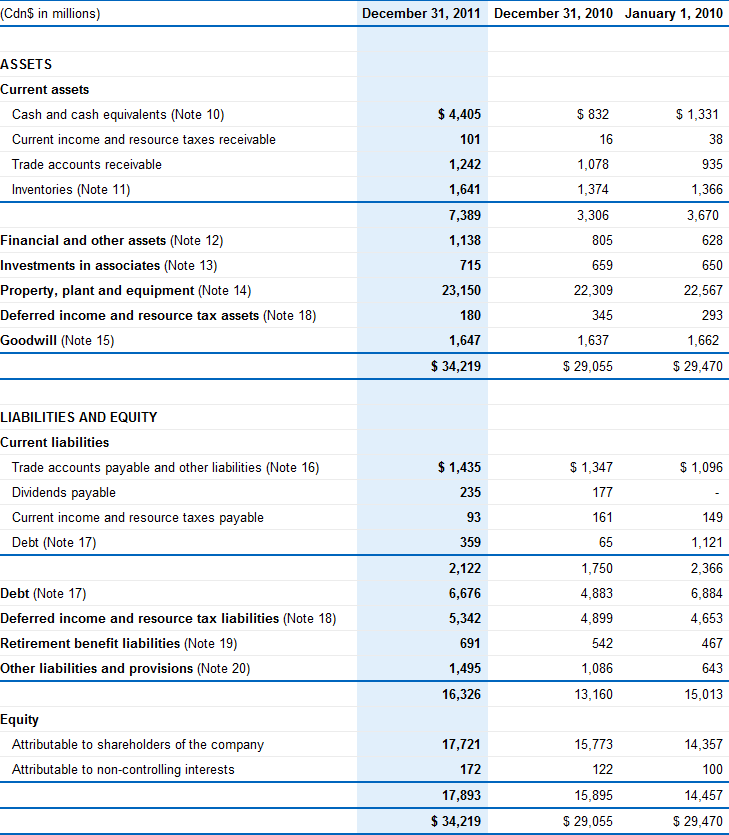 (Cdn$ in millions) December 31, 2011 December 31, 2010 January 1, 2010
ASSETS
Current assets
Cash and cash equivalents (Note 10) $ 4,405 $ 832 $ 1,331
Current income and resource taxes receivable 101 16 38
Trade accounts receivable 1,242 1,078 935
Inventories (Note 11) 1,641 1,374 1,366
7,389 3,306 3,670
Financial and other assets (Note 12) 1,138 805 628
Investments in associates (Note 13) 715 659 650
Property, plant and equipment (Note 14) 23,150 22,309 22,567
Deferred income and resource tax assets (Note 18) 180 345 293
Goodwill (Note 15) 1,647 1,637 1,662
$ 34,219 $ 29,055 $ 29,470
LIABILITIES AND EQUITY
Current liabilities
Trade accounts payable and other liabilities (Note 16) $ 1,435 $ 1,347 $ 1,096
Dividends payable 235 177 -
Current income and resource taxes payable 93 161 149
Debt (Note 17) 359 65 1,121
2,122 1,750 2,366
Debt (Note 17) 6,676 4,883 6,884
Deferred income and resource tax liabilities (Note 18) 5,342 4,899 4,653
Retirement benefit liabilities (Note 19) 691 542 467
Other liabilities and provisions (Note 20) 1,495 1,086 643
16,326 13,160 15,013
Equity
Attributable to shareholders of the company 17,721 15,773 14,357
Attributable to non-controlling interests 172 122 100
17,893 15,895 14,457
$ 34,219 $ 29,055 $ 29,470